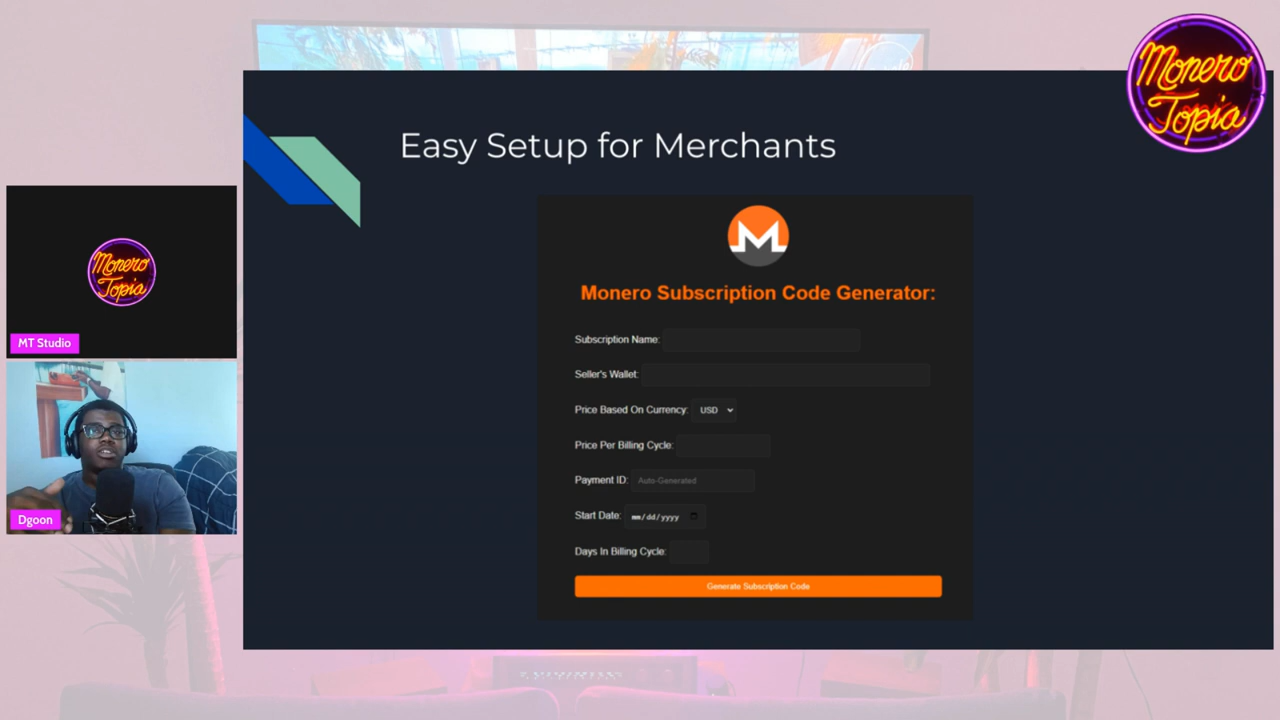 Monero
Topia
Easy Setup for Merchants
Monero
Topia
MT Studio
Dgoon
Monero Subscription Code Generator:
Subscription Name:
Seller's Wallet:
Price Based On Currency: USD
Price Per Billing Cycle:
Payment ID: Auto-Generated
Start Date: mm/dd/yyyy
Days In Billing Cycle:
Generate Subscription Code